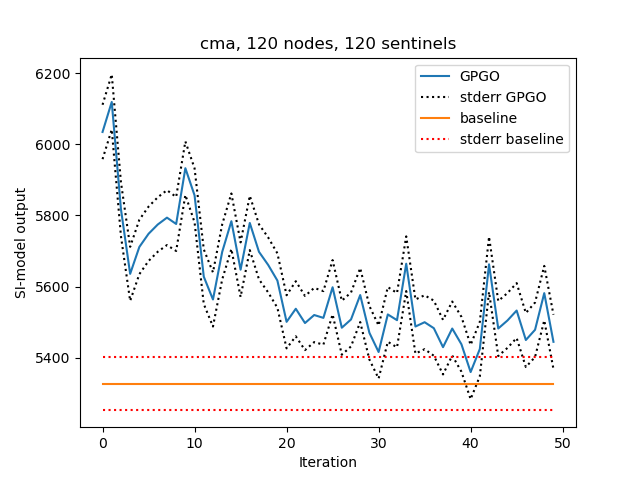 cma, 120 nodes, 120 sentinels
GPGO
stderr GPGO
baseline
stderr baseline
SI-model output
6200
6000
5800
5600
5400
0 10 20 30 40 50
Iteration